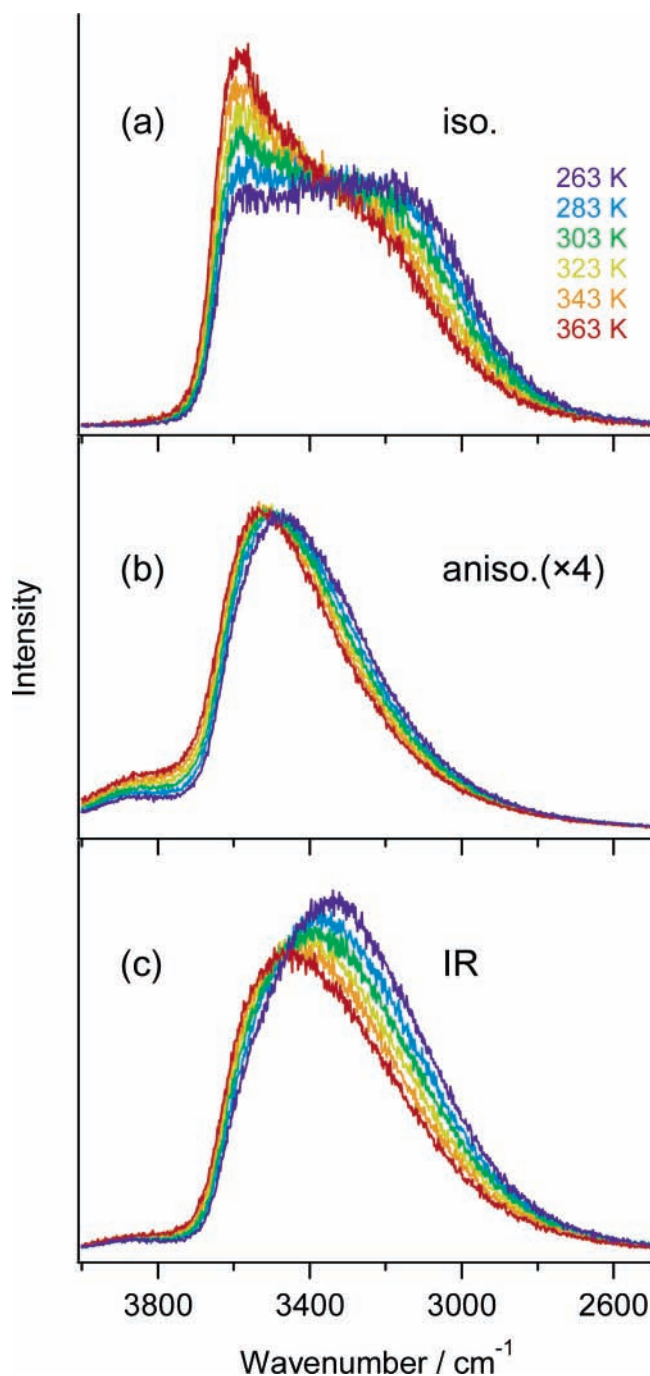 (a) iso.
263 K
283 K
303 K
323 K
343 K
363 K
(b) aniso.(×4)
Intensity
(c) IR
3800 3400 3000 2600
Wavenumber / cm⁻¹